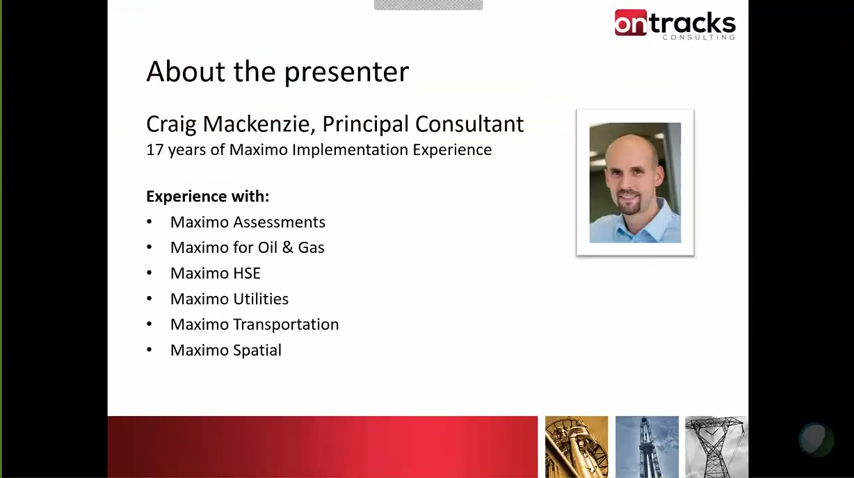 ontracks
CONSULTING
About the presenter
Craig Mackenzie, Principal Consultant
17 years of Maximo Implementation Experience
Experience with:
• Maximo Assessments
• Maximo for Oil & Gas
• Maximo HSE
• Maximo Utilities
• Maximo Transportation
• Maximo Spatial